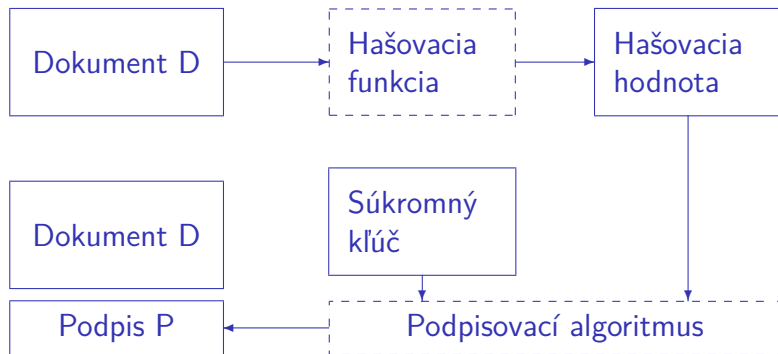 Dokument D
Hašovacia
funkcia
Hašovacia
hodnota
Dokument D
Súkromný
kľúč
Podpis P
Podpisovací algoritmus